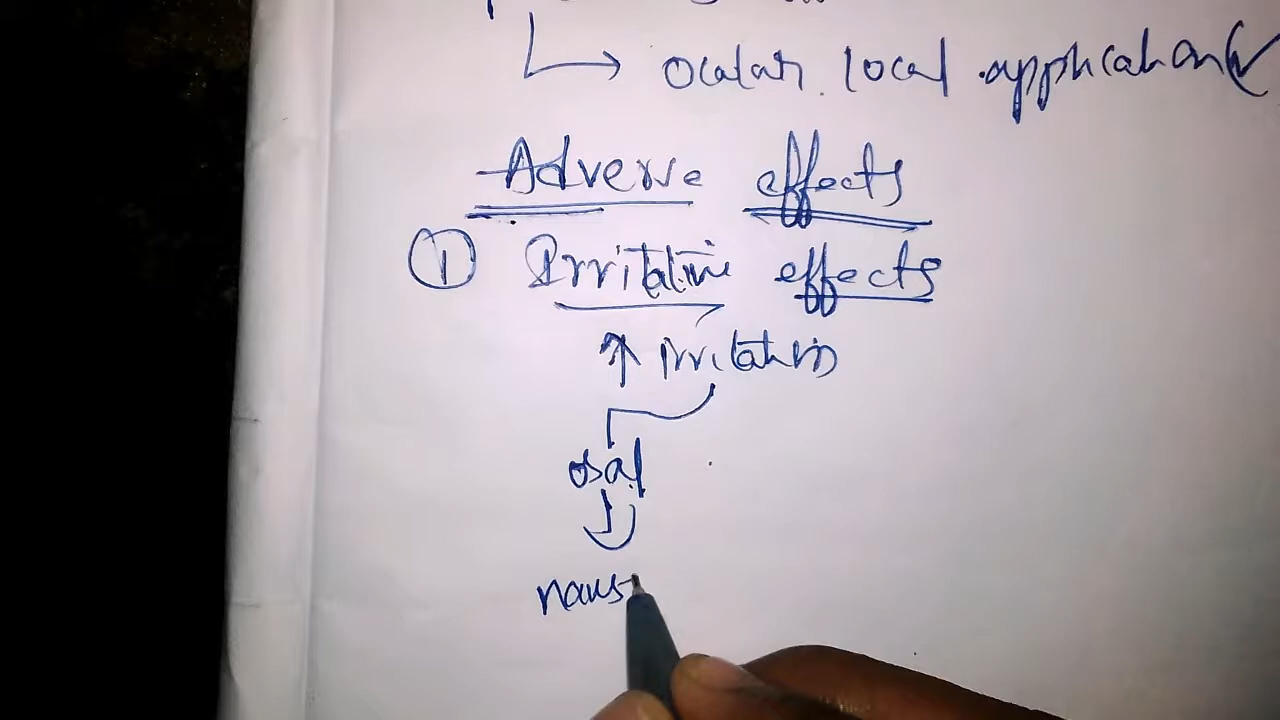 → ocular local application
Adverse effects
① Irritative effects
↑ irritation
oral
naus